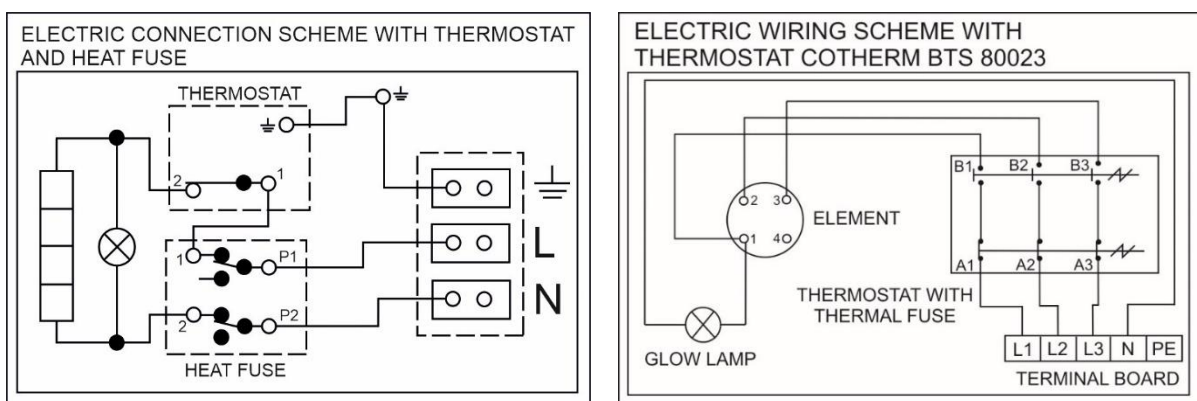 ELECTRIC CONNECTION SCHEME WITH THERMOSTAT
AND HEAT FUSE
THERMOSTAT
2
1
1
P1
L
2
P2
N
HEAT FUSE
ELECTRIC WIRING SCHEME WITH
THERMOSTAT COTHERM BTS 80023
B1 B2 B3
2 3
ELEMENT
1 4
A1 A2 A3
THERMOSTAT WITH
THERMAL FUSE
GLOW LAMP
L1 L2 L3 N PE
TERMINAL BOARD